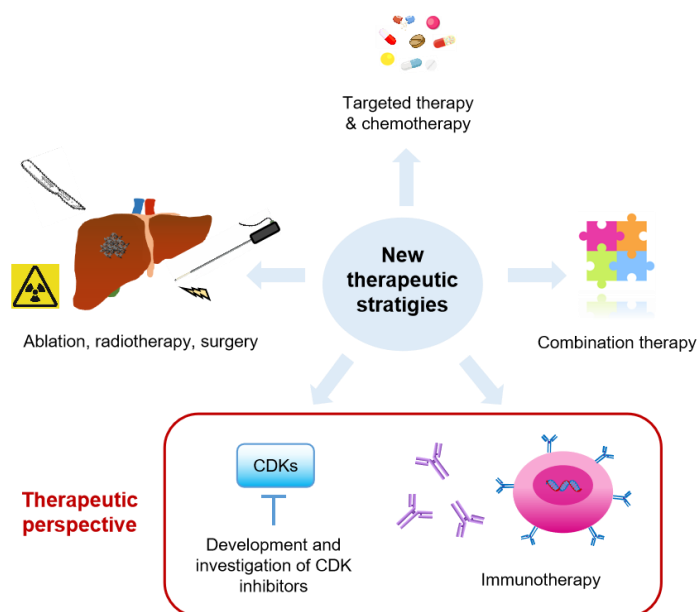 Targeted therapy
& chemotherapy
New
therapeutic
stratigies
Ablation, radiotherapy, surgery
Combination therapy
Therapeutic
perspective
CDKs
Development and
investigation of CDK
inhibitors
Immunotherapy